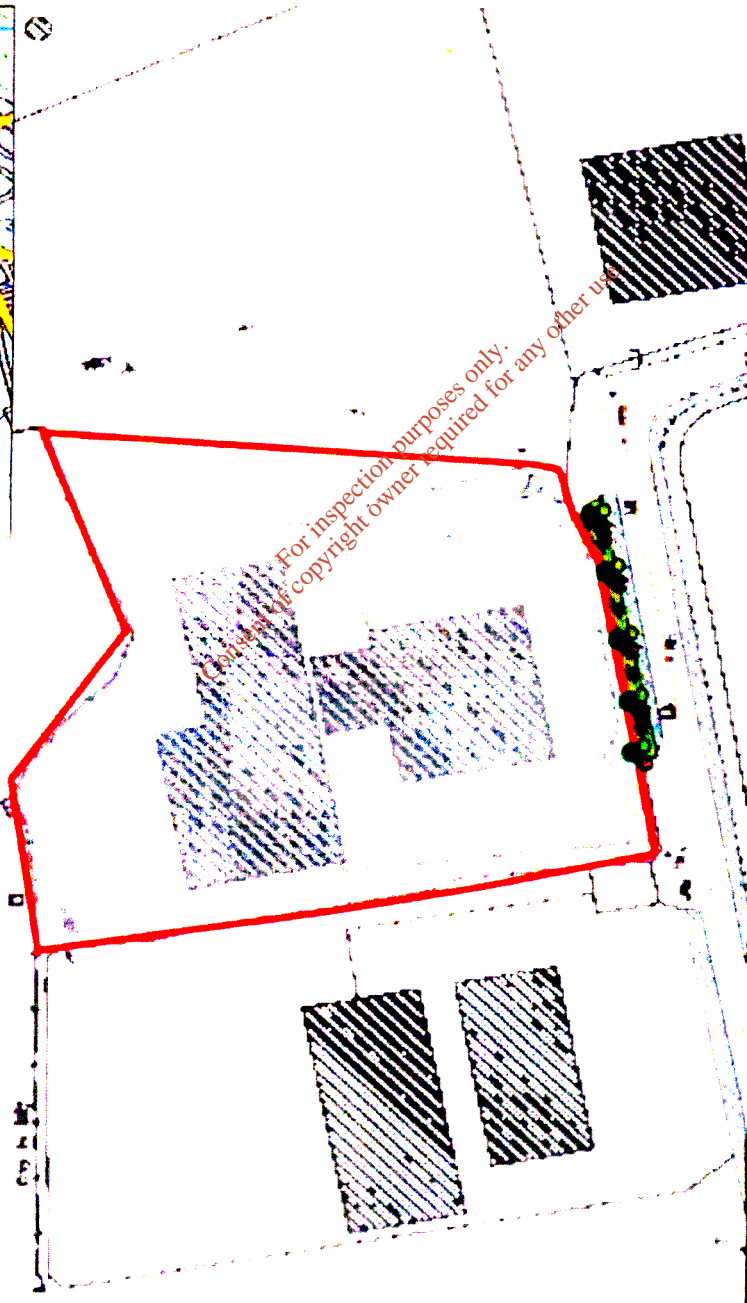 For inspection purposes only.
Consent of copyright owner required for any other use.